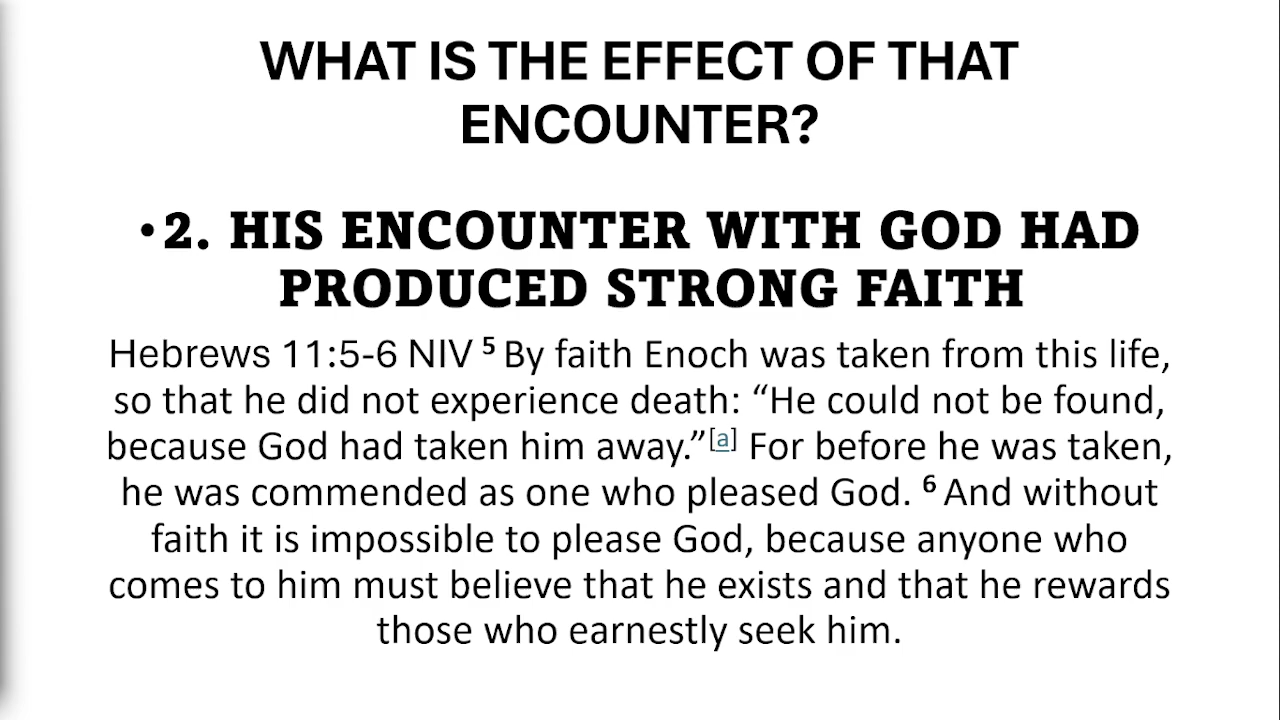 WHAT IS THE EFFECT OF THAT
ENCOUNTER?
•2. HIS ENCOUNTER WITH GOD HAD
PRODUCED STRONG FAITH
Hebrews 11:5-6 NIV ⁵ By faith Enoch was taken from this life,
so that he did not experience death: “He could not be found,
because God had taken him away.”[a] For before he was taken,
he was commended as one who pleased God. ⁶ And without
faith it is impossible to please God, because anyone who
comes to him must believe that he exists and that he rewards
those who earnestly seek him.